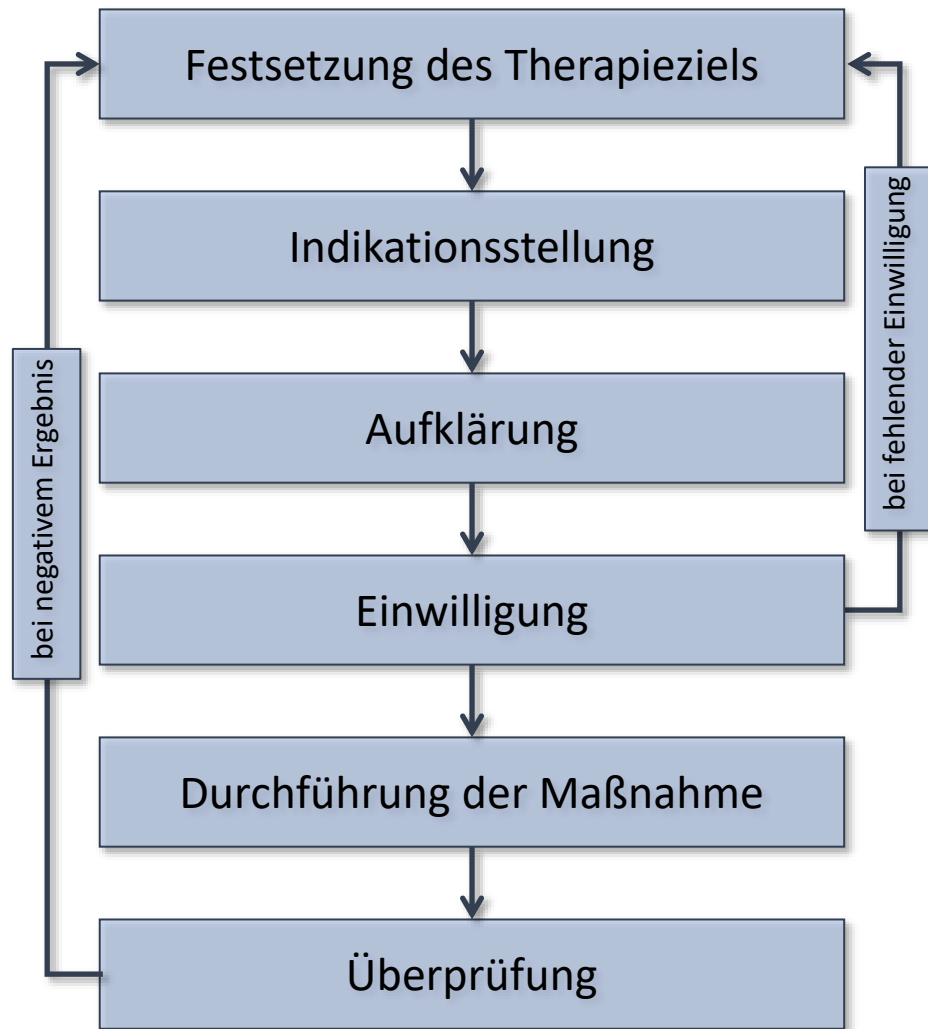 Festsetzung des Therapieziels
Indikationsstellung
Aufklärung
Einwilligung
Durchführung der Maßnahme
Überprüfung
bei negativem Ergebnis
bei fehlender Einwilligung